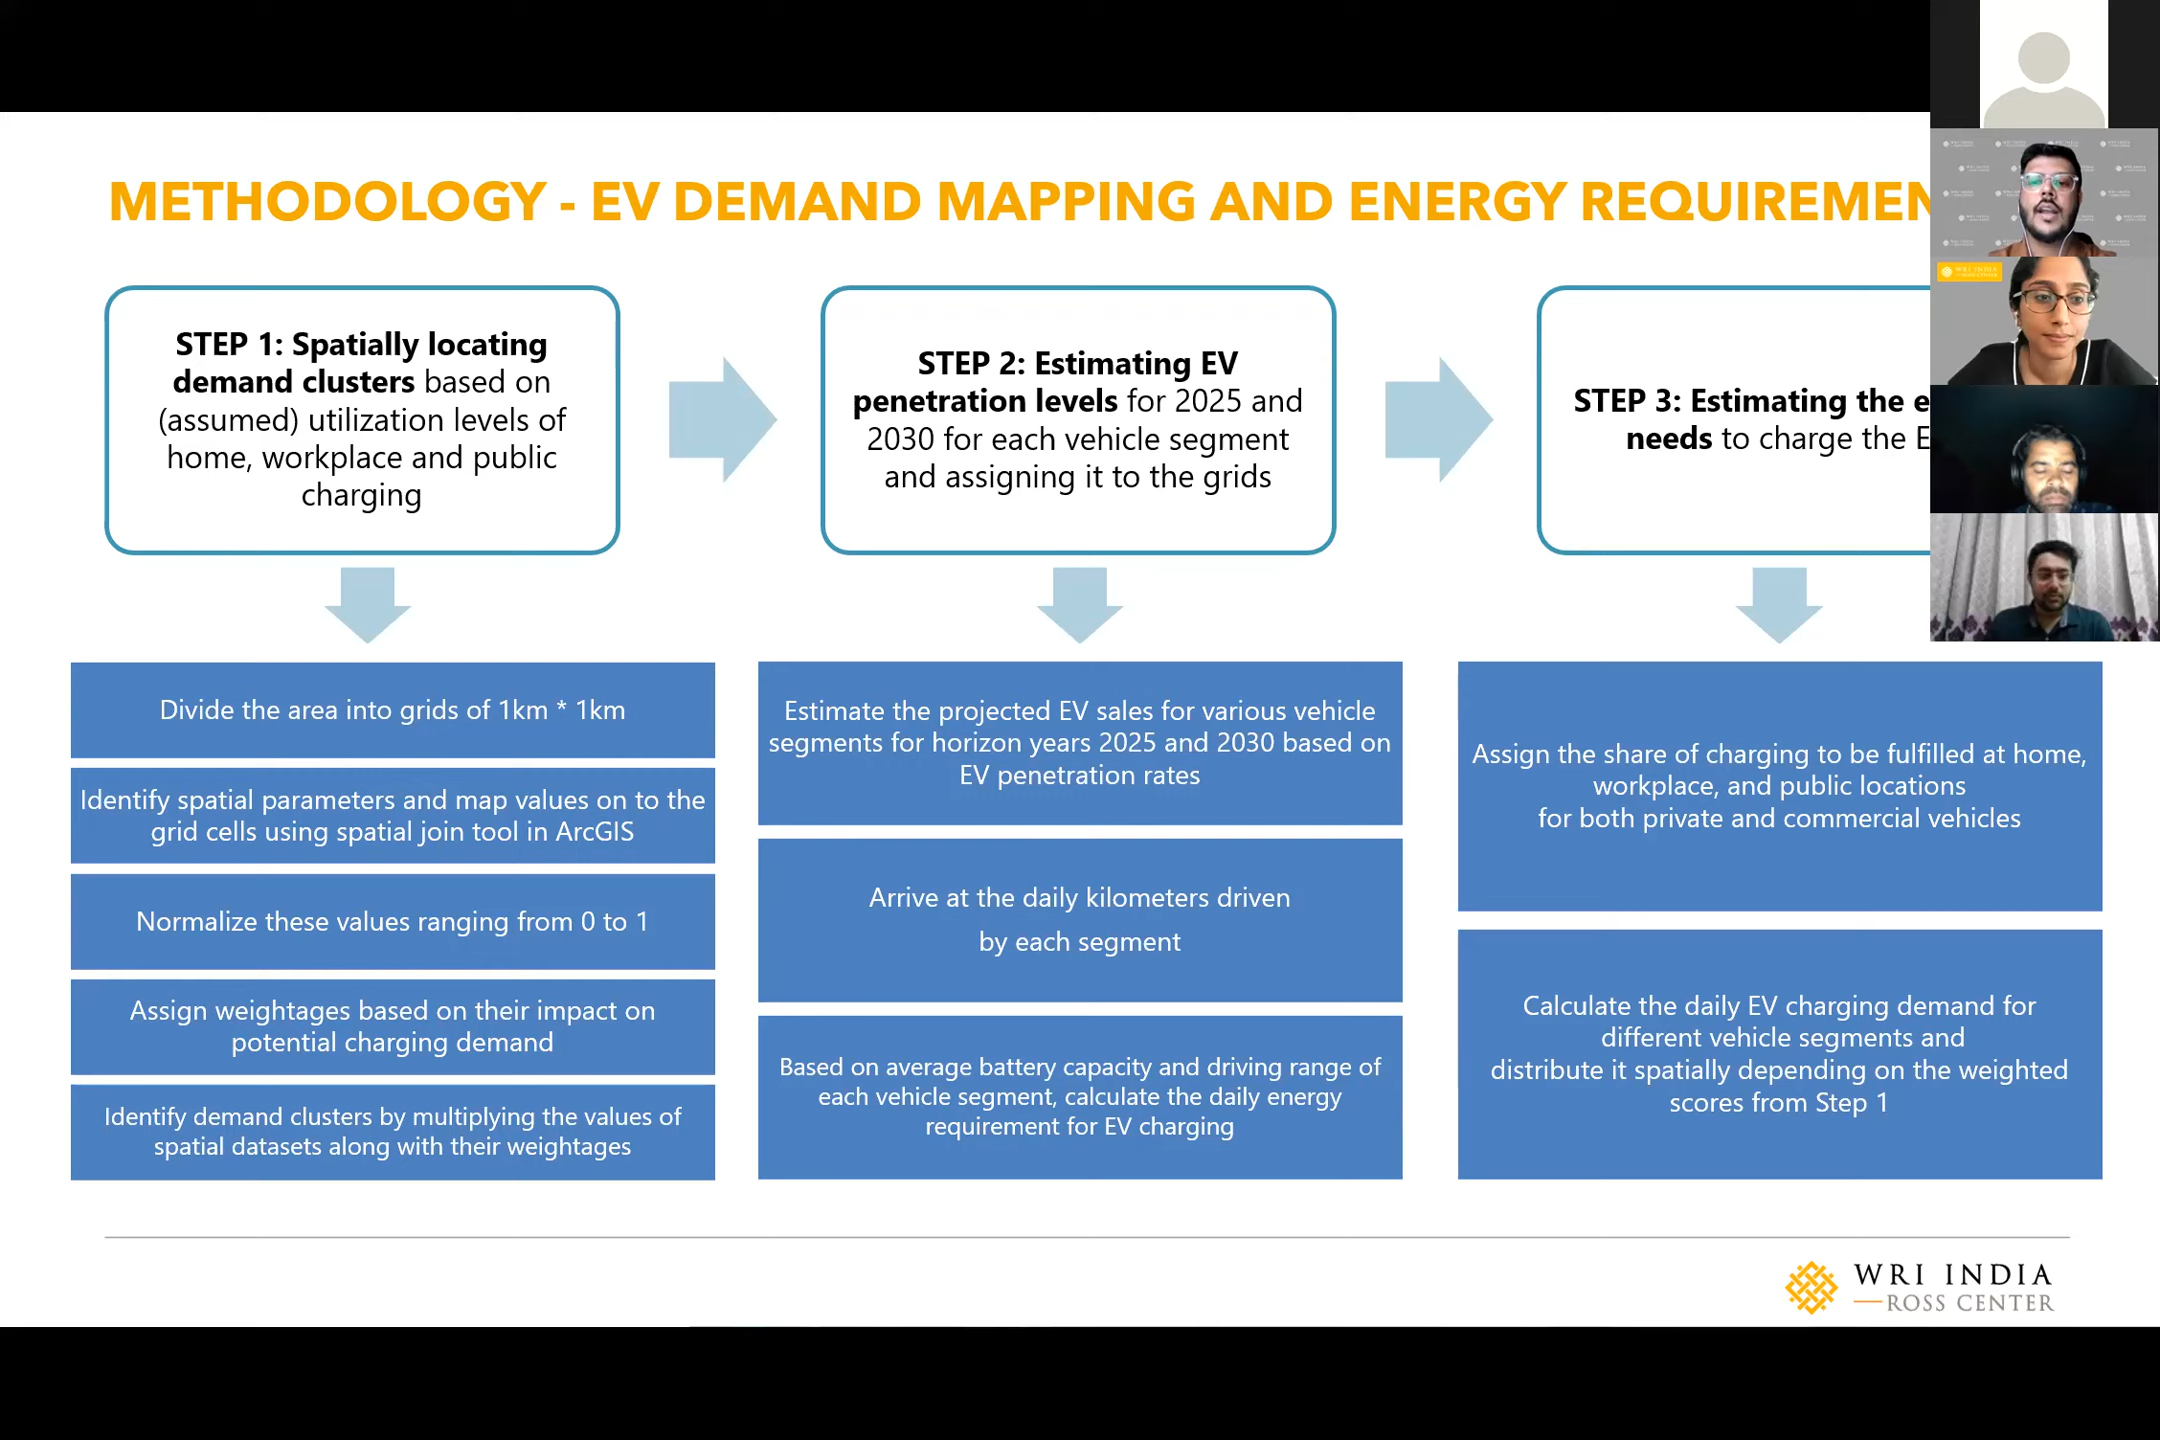 METHODOLOGY - EV DEMAND MAPPING AND ENERGY
STEP 1: Spatially locating
demand clusters based on
(assumed) utilization levels of
home, workplace and public
charging
STEP 2: Estimating EV
penetration levels for 2025 and
2030 for each vehicle segment
and assigning it to the grids
STEP 3: Estimating the
needs to charge the
Divide the area into grids of 1km * 1km
Identify spatial parameters and map values on to the
grid cells using spatial join tool in ArcGIS
Normalize these values ranging from 0 to 1
Assign weightages based on their impact on
potential charging demand
Identify demand clusters by multiplying the values of
spatial datasets along with their weightages
Estimate the projected EV sales for various vehicle
segments for horizon years 2025 and 2030 based on
EV penetration rates
Arrive at the daily kilometers driven
by each segment
Based on average battery capacity and driving range of
each vehicle segment, calculate the daily energy
requirement for EV charging
Assign the share of charging to be fulfilled at home,
workplace, and public locations
for both private and commercial vehicles
Calculate the daily EV charging demand for
different vehicle segments and
distribute it spatially depending on the weighted
scores from Step 1
WRI INDIA
ROSS CENTER
WRI INDIA